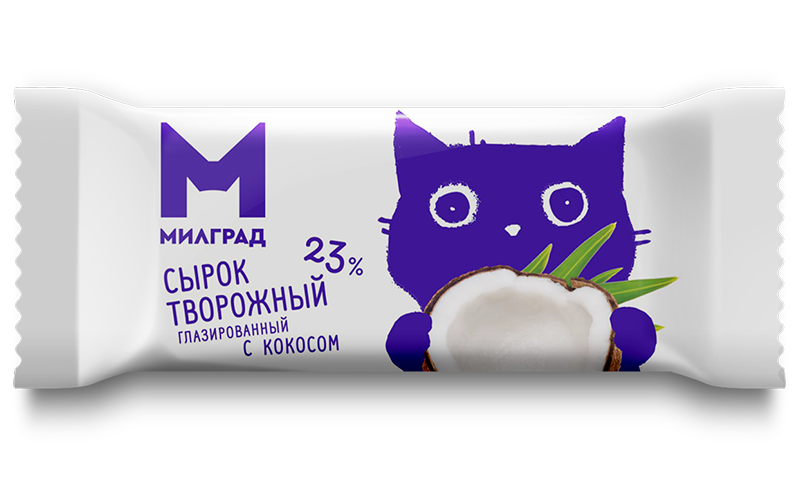 М
МИЛГРАД
23%
СЫРОК
ТВОРОЖНЫЙ
ГЛАЗИРОВАННЫЙ
С КОКОСОМ